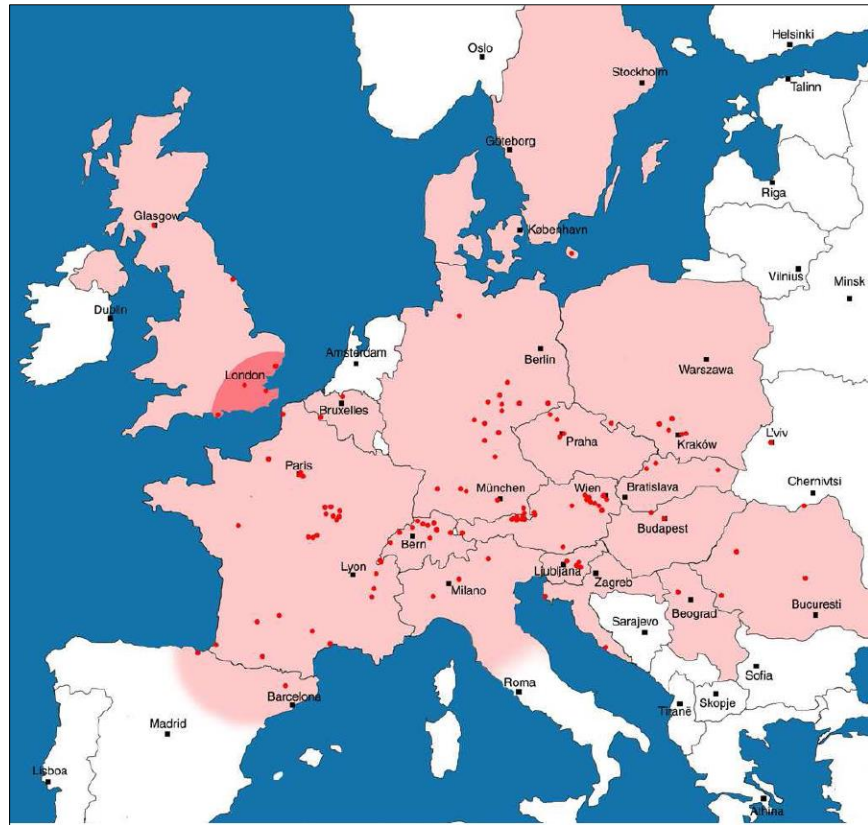 Helsinki
Oslo
Talinn
Stockholm
Göteborg
Riga
Glasgow
København
Vilnius
Minsk
Dublin
Amsterdam
Berlin
Warszawa
London
Bruxelles
Praha
Kraków
L'viv
Paris
München
Wien
Bratislava
Chernivtsi
Budapest
Bern
Lyon
Milano
Ljubljana
Zagreb
Beograd
Bucuresti
Sarajevo
Sofia
Barcelona
Roma
Skopje
Tiranë
Madrid
Lisboa
Athina